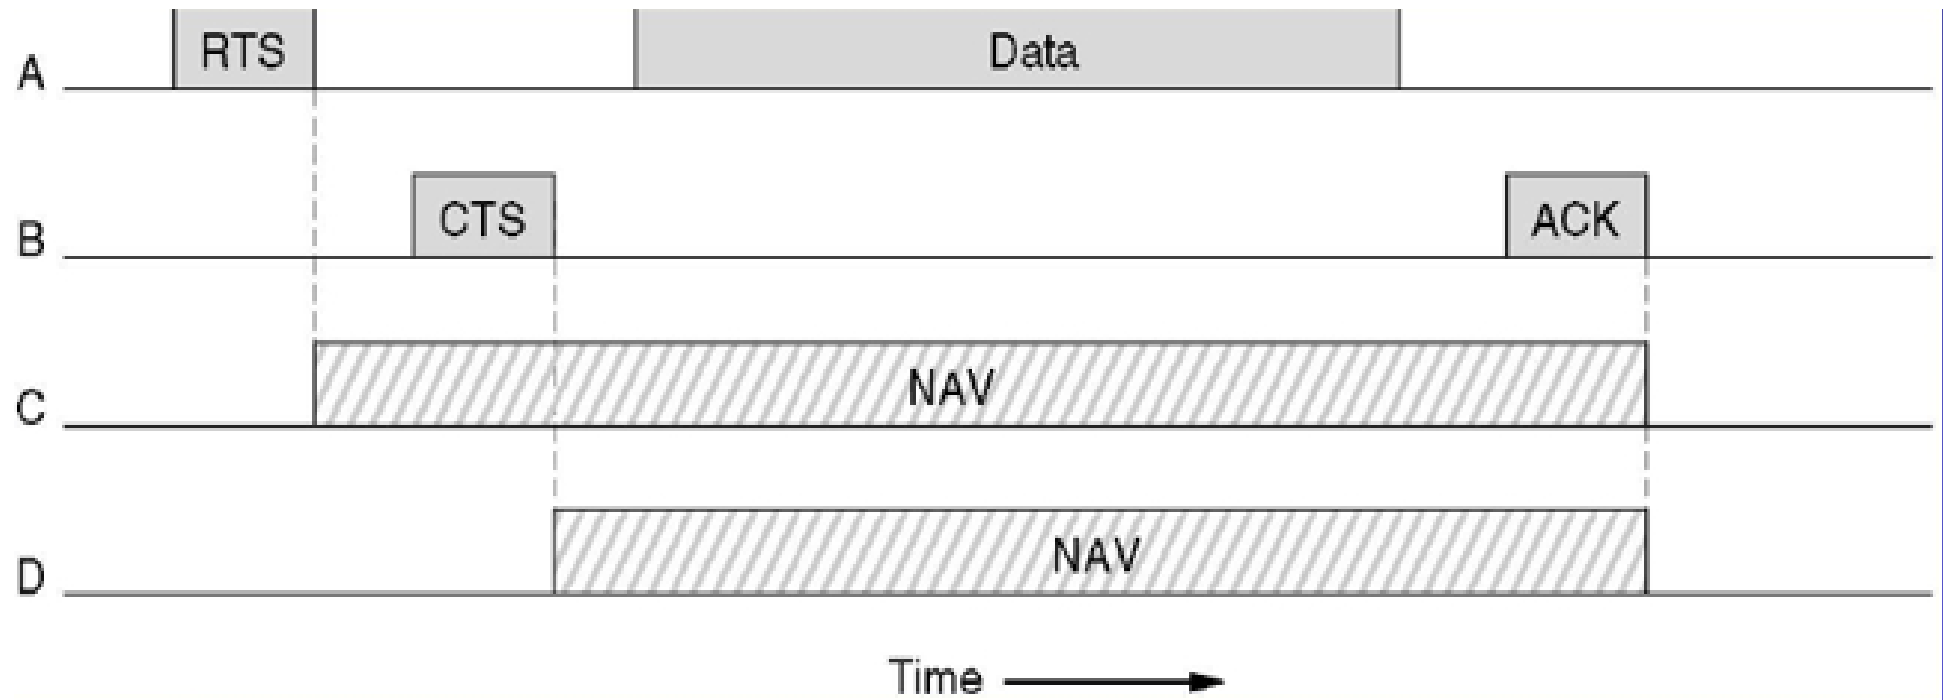 A RTS Data
B CTS ACK
C NAV
D NAV
Time